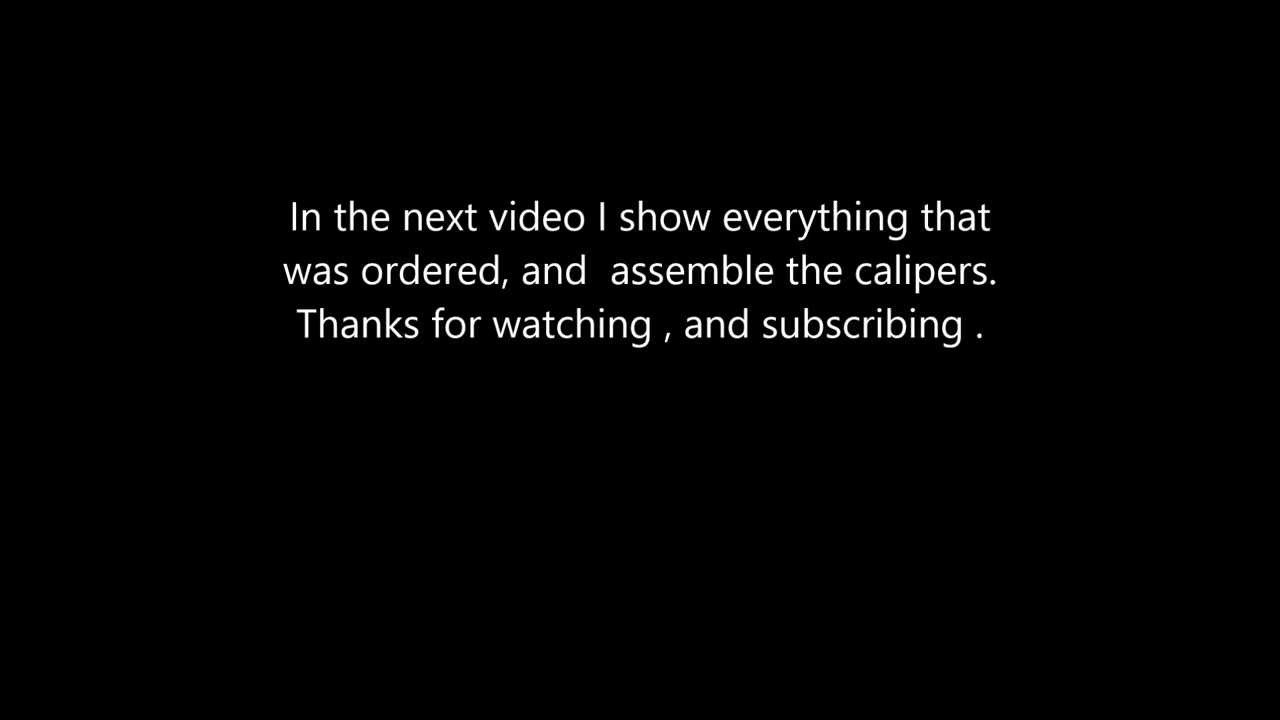 In the next video I show everything that
was ordered, and  assemble the calipers.
Thanks for watching , and subscribing .